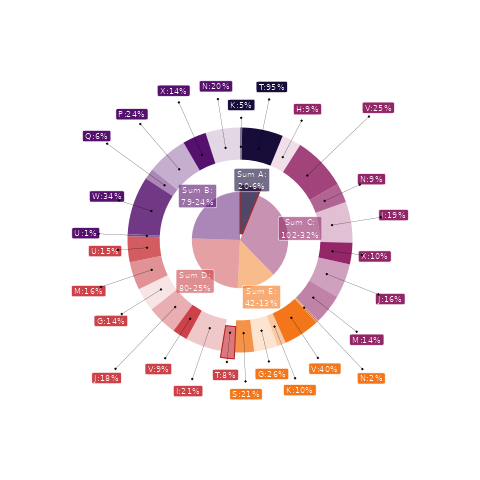 N:20%
T:95%
X:14%
K:5%
V:25%
H:9%
P:24%
Q:6%
Sum A:
20-6%
N:9%
Sum B:
79-24%
W:34%
I:19%
Sum C:
102-32%
U:1%
U:15%
X:10%
Sum D:
80-25%
M:16%
Sum E:
42-13%
J:16%
G:14%
M:14%
V:9%
V:40%
J:18%
T:8%
G:26%
N:2%
I:21%
S:21%
K:10%